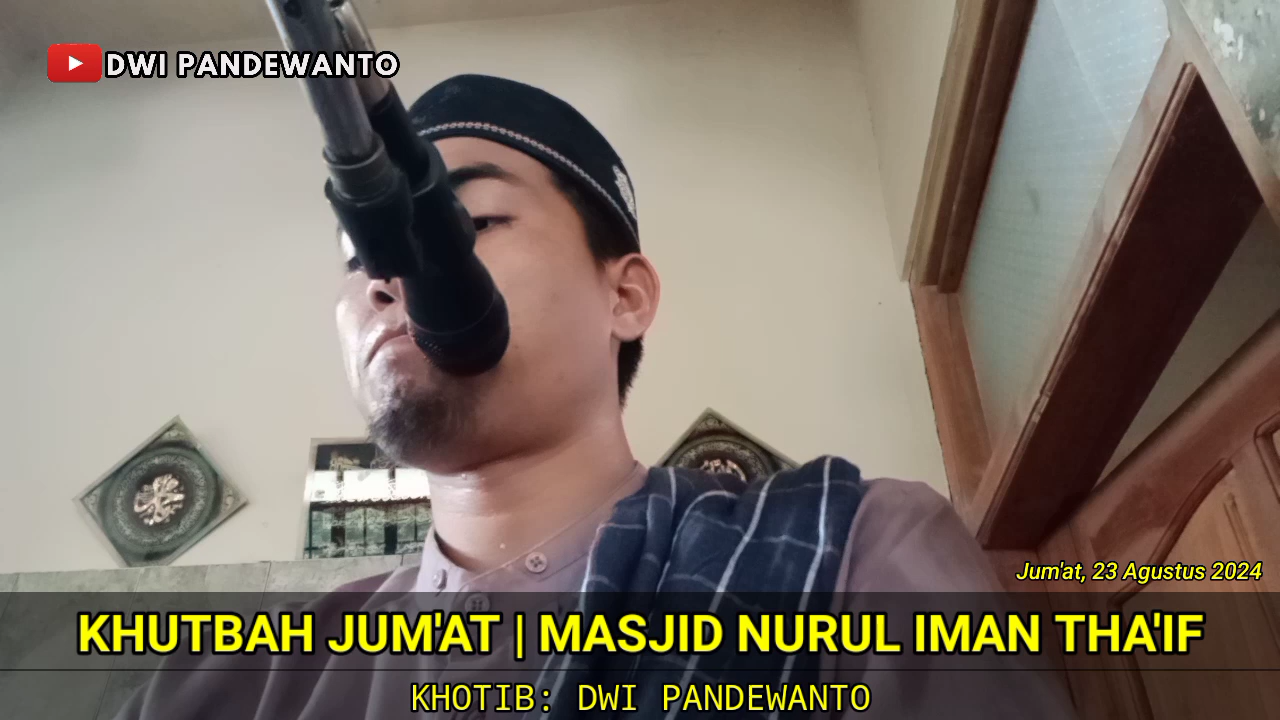 DWI PANDEWANTO
Jum'at, 23 Agustus 2024
KHUTBAH JUM'AT | MASJID NURUL IMAN THA'IF
KHOTIB: DWI PANDEWANTO